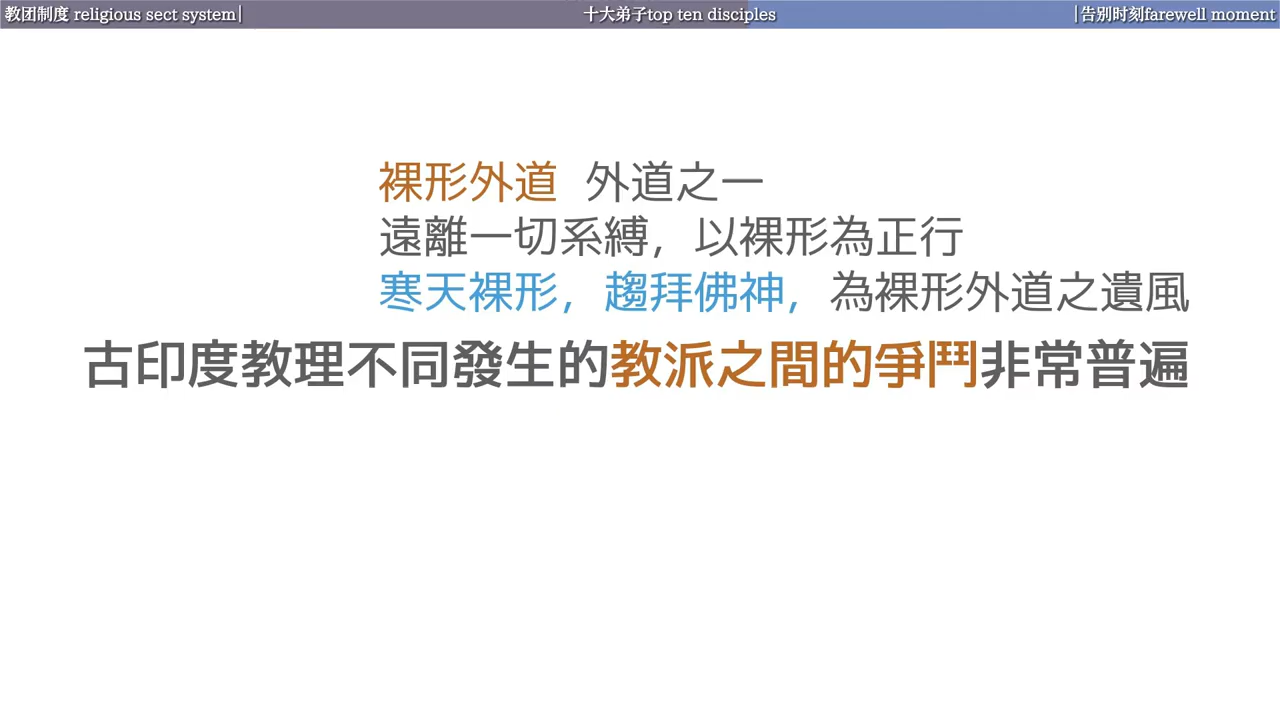 教团制度 religious sect system|
十大弟子top ten disciples
|告别时刻farewell moment
裸形外道 外道之一
遠離一切系縛，以裸形為正行
寒天裸形，趨拜佛神，為裸形外道之遺風
古印度教理不同發生的教派之間的爭鬥非常普遍